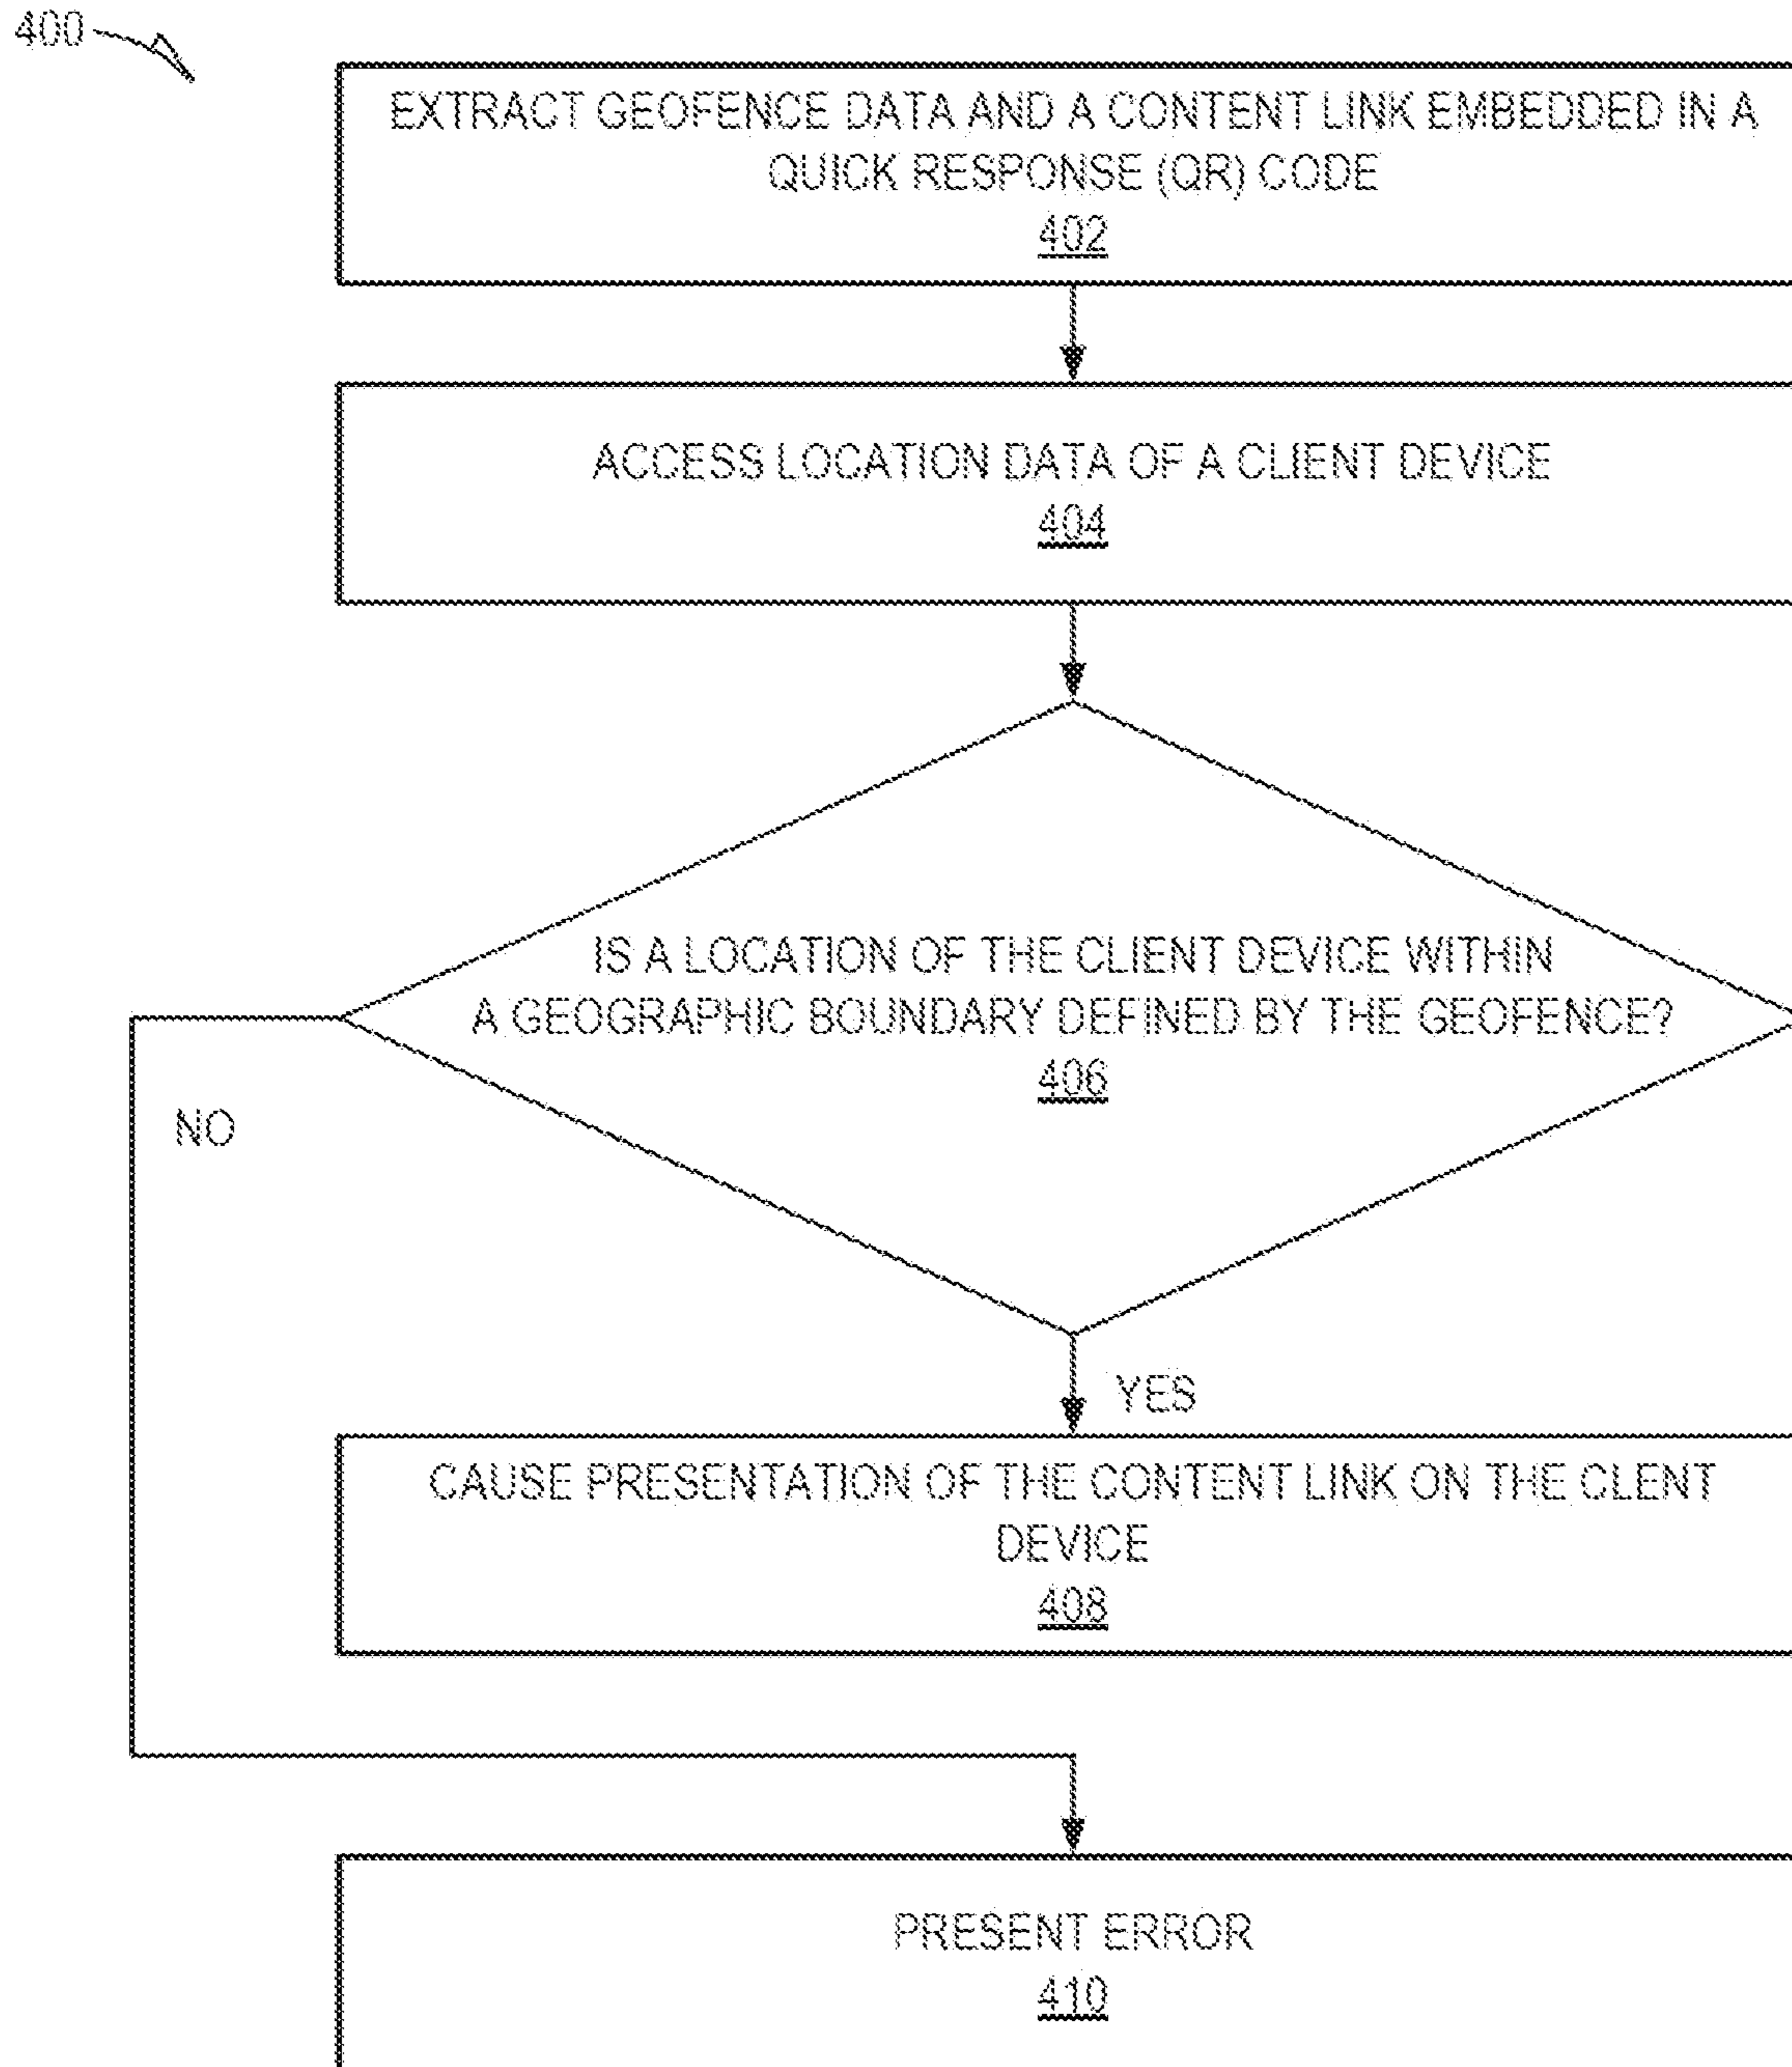 400
EXTRACT GEOFENCE DATA AND A CONTENT LINK EMBEDDED IN A
QUICK RESPONSE (QR) CODE
402
ACCESS LOCATION DATA OF A CLIENT DEVICE
404
IS A LOCATION OF THE CLIENT DEVICE WITHIN
A GEOGRAPHIC BOUNDARY DEFINED BY THE GEOFENCE?
406
NO
YES
CAUSE PRESENTATION OF THE CONTENT LINK ON THE CLENT
DEVICE
408
PRESENT ERROR
410